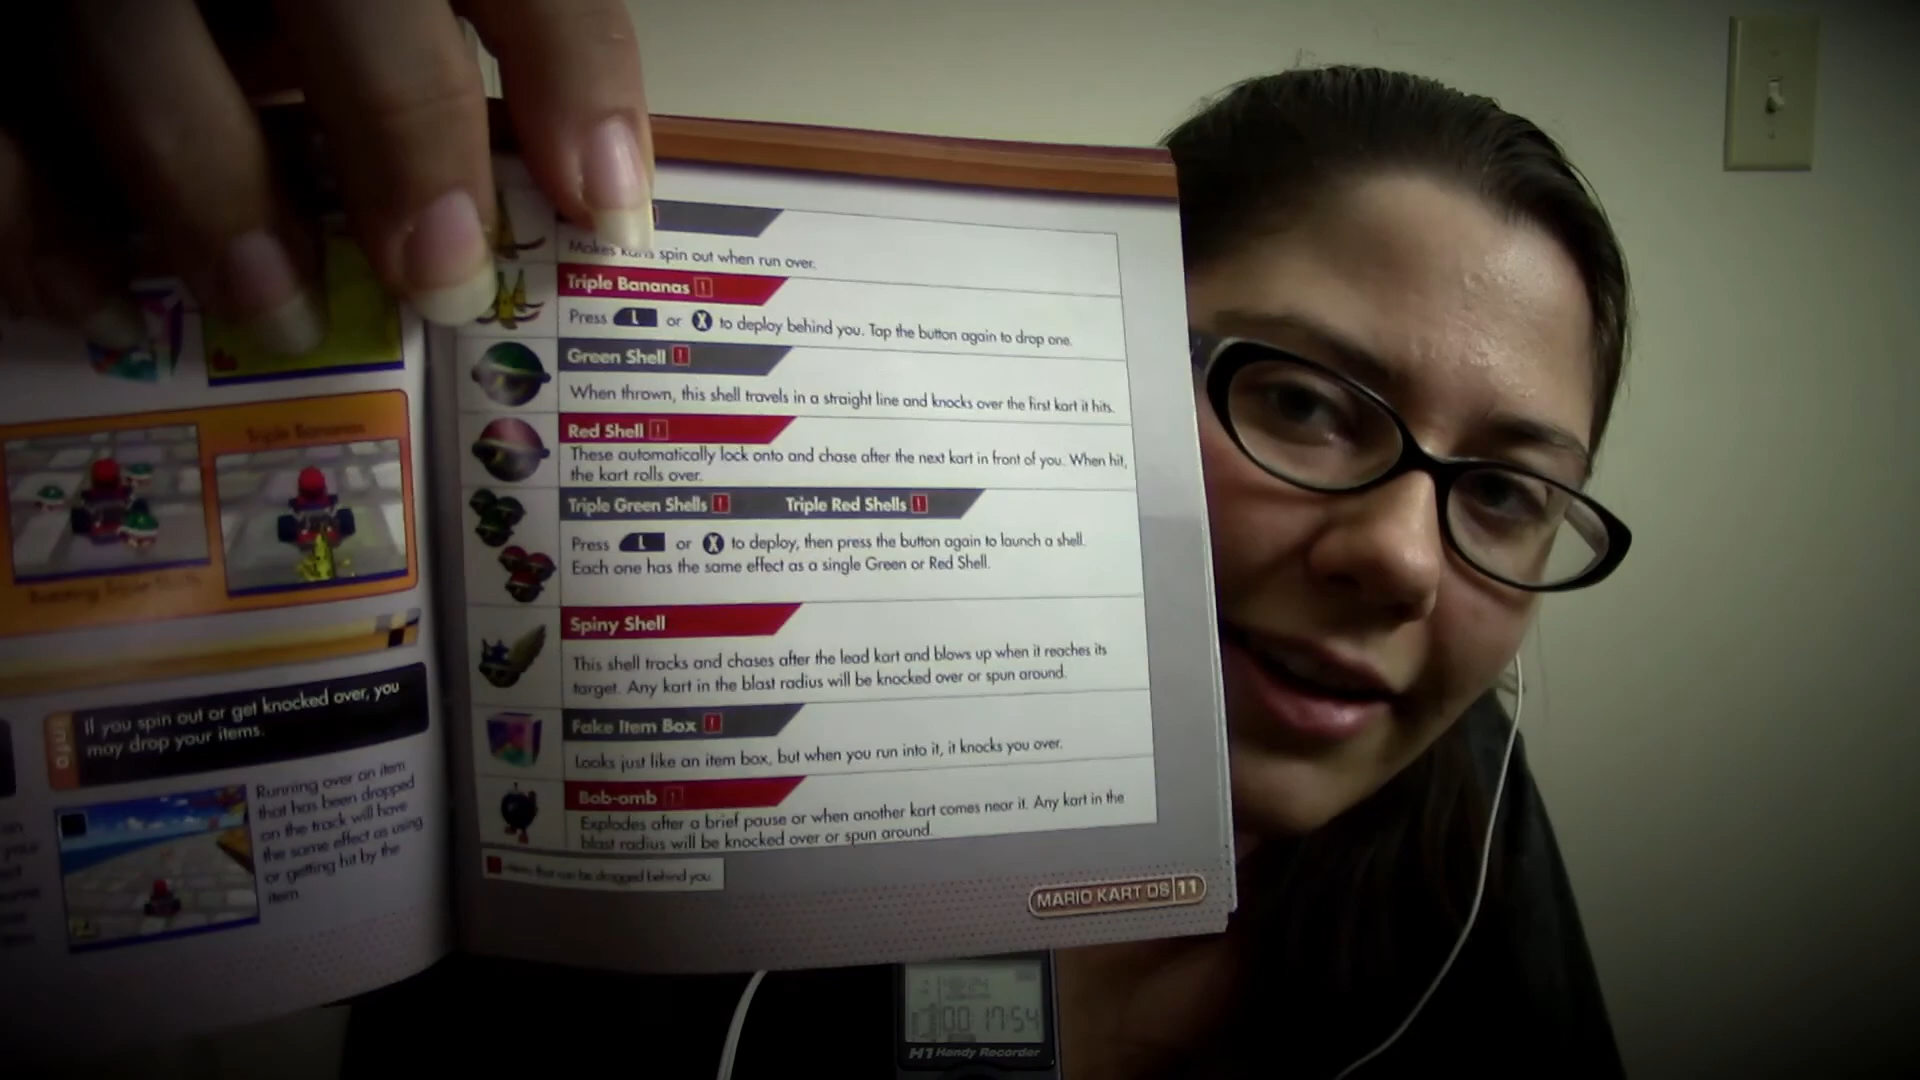 Triple Bananas
If you spin out or get knocked over, you
may drop your items.
Running over an item
that has been dropped
on the track will have
the same effect as using
or getting hit by the
item.
Makes karts spin out when run over.
Triple Bananas !
Press L or X to deploy behind you. Tap the button again to drop one.
Green Shell !
When thrown, this shell travels in a straight line and knocks over the first kart it hits.
Red Shell !
These automatically lock onto and chase after the next kart in front of you. When hit,
the kart rolls over.
Triple Green Shells ! Triple Red Shells !
Press L or X to deploy, then press the button again to launch a shell.
Each one has the same effect as a single Green or Red Shell.
Spiny Shell
This shell tracks and chases after the lead kart and blows up when it reaches its
target. Any kart in the blast radius will be knocked over or spun around.
Fake Item Box !
Looks just like an item box, but when you run into it, it knocks you over.
Bob-omb !
Explodes after a brief pause or when another kart comes near it. Any kart in the
blast radius will be knocked over or spun around.
that can be dragged behind you.
MARIO KART DS 11
00:17:54
H1 Handy Recorder